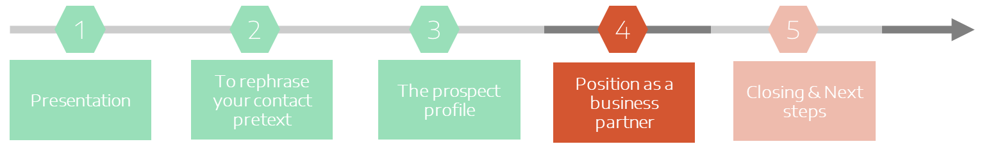 1
2
3
4
5
Presentation
To rephrase
your contact
pretext
The prospect
profile
Position as a
business
partner
Closing & Next
steps